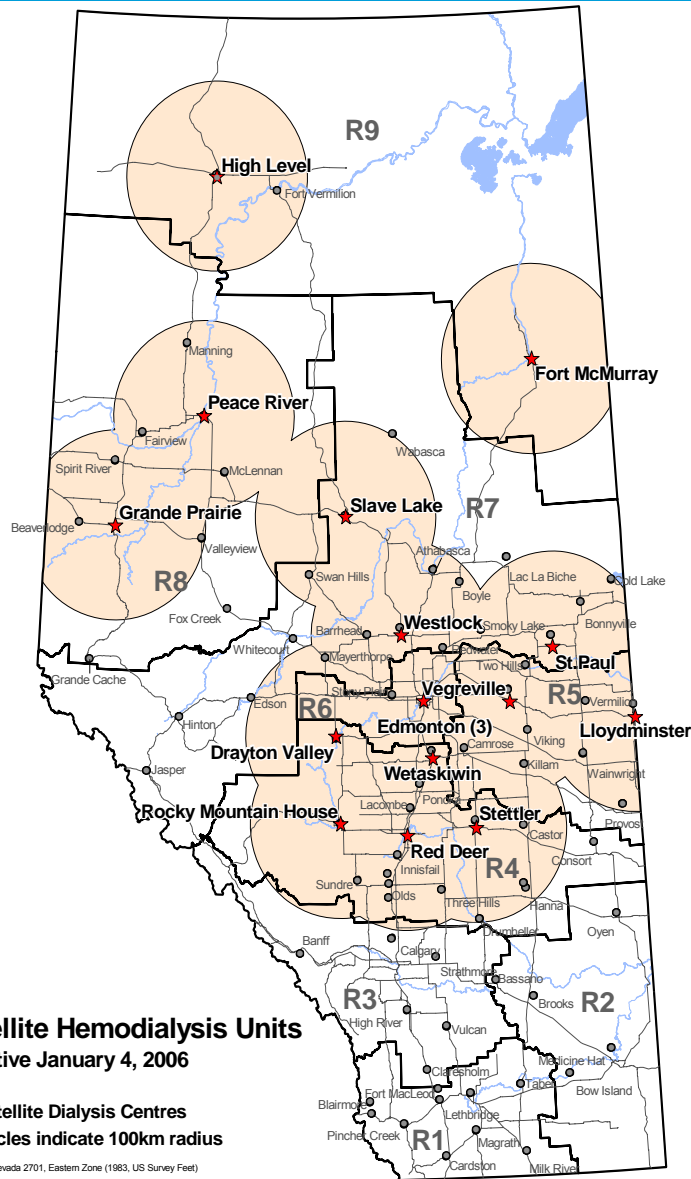 R9
High Level
Fort Vermilion
Manning
Fort McMurray
Peace River
Fairview
Wabasca
Spirit River
McLennan
R7
Slave Lake
Grande Prairie
Beaverlodge
Valleyview
Athabasca
R8
Swan Hills
Lac La Biche
Cold Lake
Boyle
Fox Creek
Bonnyville
Westlock
Smoky Lake
Barrhead
Whitecourt
Redwater
St.Paul
Mayerthorpe
Two Hills
Grande Cache
Stony Plain
Vegreville
R5
Edson
R6
Vermilion
Hinton
Edmonton (3)
Lloydminster
Viking
Drayton Valley
Camrose
Wetaskiwin
Killam
Wainwright
Jasper
Ponoka
Lacombe
Rocky Mountain House
Stettler
Provost
Castor
Red Deer
Consort
Innisfail
R4
Sundre
Olds
Three Hills
Hanna
Drumheller
Oyen
Banff
Calgary
Strathmore
Bassano
R3
R2
Brooks
High River
Vulcan
ellite Hemodialysis Units
tive January 4, 2006
Medicine Hat
Claresholm
Taber
Bow Island
Fort MacLeod
tellite Dialysis Centres
Blairmore
Lethbridge
cles indicate 100km radius
Pincher Creek
R1
Magrath
Milk River
Cardston
evada 2701, Eastern Zone (1983, US Survey Feet)